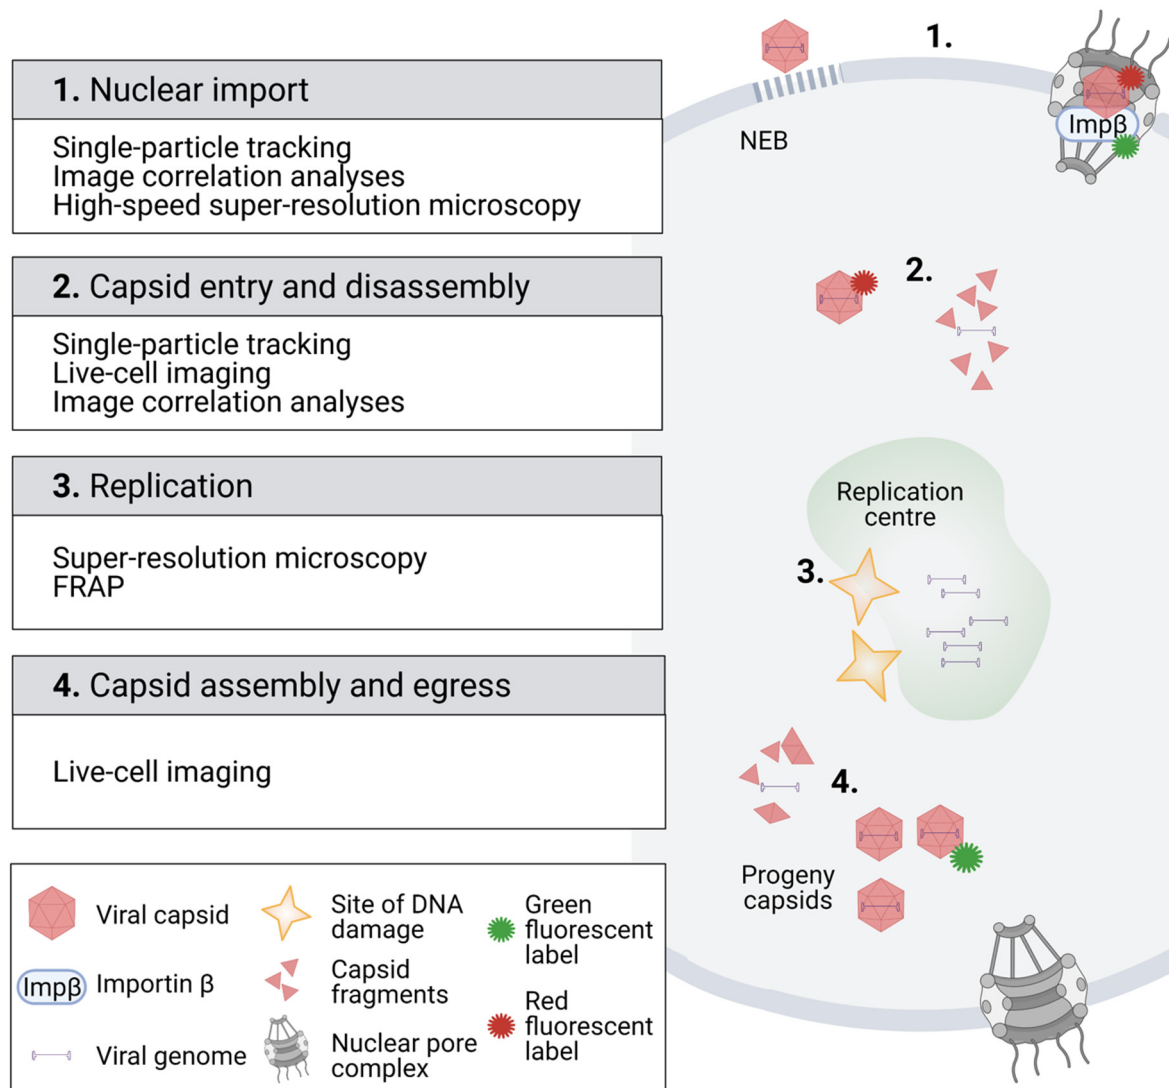 1. Nuclear import
Single-particle tracking
Image correlation analyses
High-speed super-resolution microscopy
2. Capsid entry and disassembly
Single-particle tracking
Live-cell imaging
Image correlation analyses
3. Replication
Super-resolution microscopy
FRAP
4. Capsid assembly and egress
Live-cell imaging
Viral capsid
Impβ
Importin β
Viral genome
Site of DNA
damage
Capsid
fragments
Nuclear pore
complex
Green
fluorescent
label
Red
fluorescent
label
1.
NEB
Impβ
2.
Replication
centre
3.
4.
Progeny
capsids